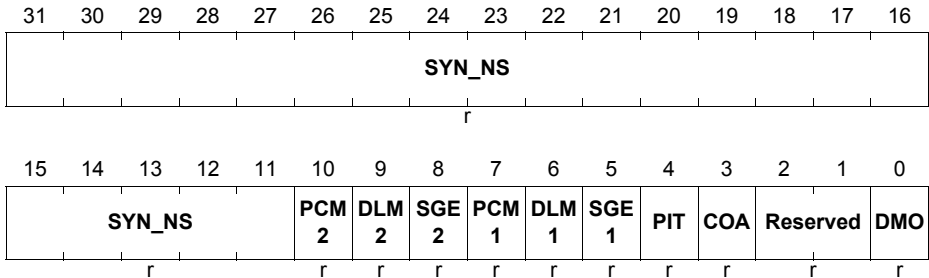 31 30 29 28 27 26 25 24 23 22 21 20 19 18 17 16
SYN_NS
r
15 14 13 12 11 10 9 8 7 6 5 4 3 2 1 0
SYN_NS PCM 2 DLM 2 SGE 2 PCM 1 DLM 1 SGE 1 PIT COA Reserved DMO
r r r r r r r r r r r